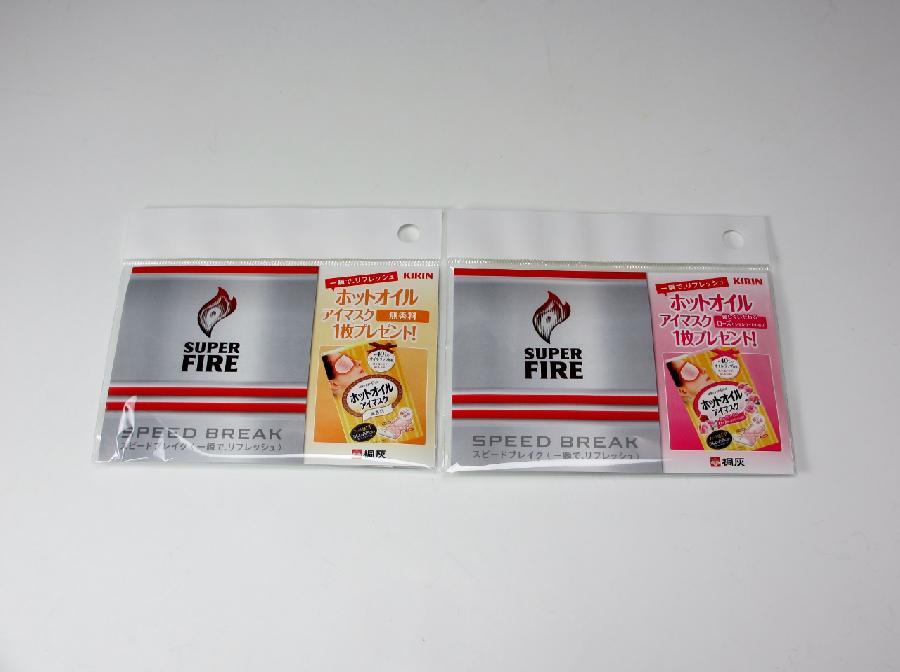 SUPER
FIRE
SPEED BREAK
スピードブレイク(一瞬で、リフレッシュ)
一瞬で、リフレッシュ
KIRIN
ホットオイル
アイマスク 無香料
1枚プレゼント!
ホットオイル
アイマスク
無香料
桐灰
SUPER
FIRE
SPEED BREAK
スピードブレイク(一瞬で、リフレッシュ)
一瞬で、リフレッシュ
KIRIN
ホットオイル
アイマスク
1枚プレゼント!
ホットオイル
アイマスク
桐灰